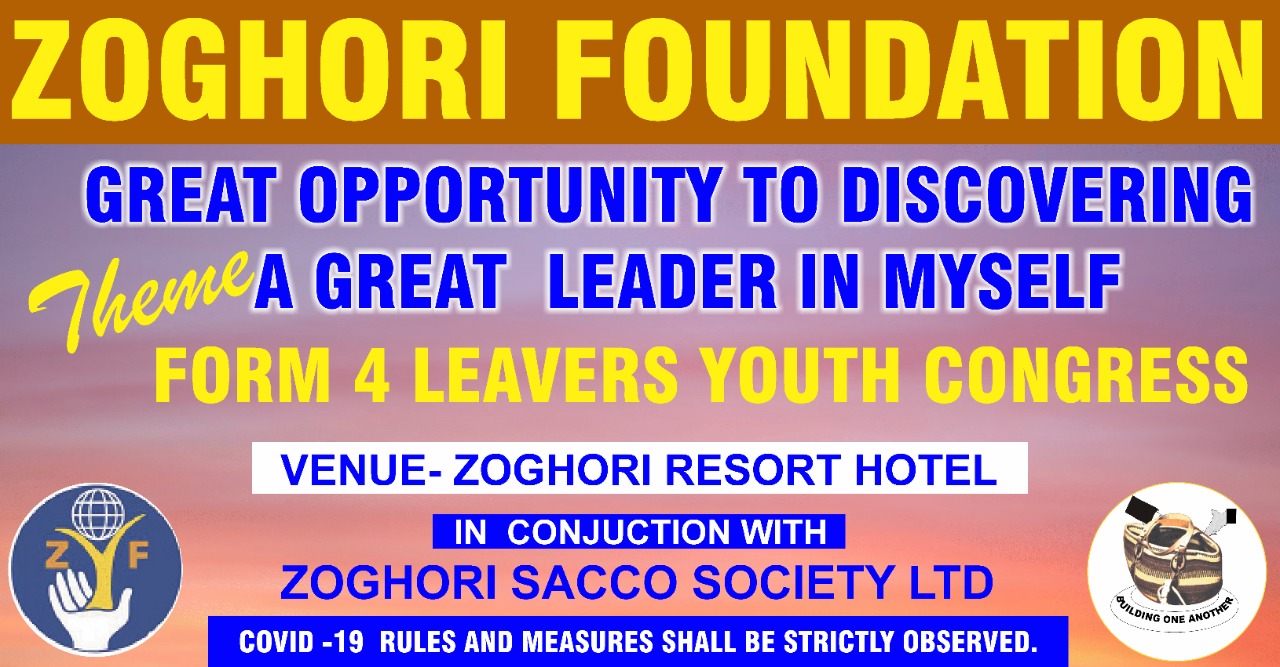 ZOGHORI FOUNDATION
GREAT OPPORTUNITY TO DISCOVERING
Theme A GREAT LEADER IN MYSELF
FORM 4 LEAVERS YOUTH CONGRESS
VENUE- ZOGHORI RESORT HOTEL
IN CONJUCTION WITH
ZOGHORI SACCO SOCIETY LTD
COVID -19 RULES AND MEASURES SHALL BE STRICTLY OBSERVED.
Z Y F
BUILDING ONE ANOTHER